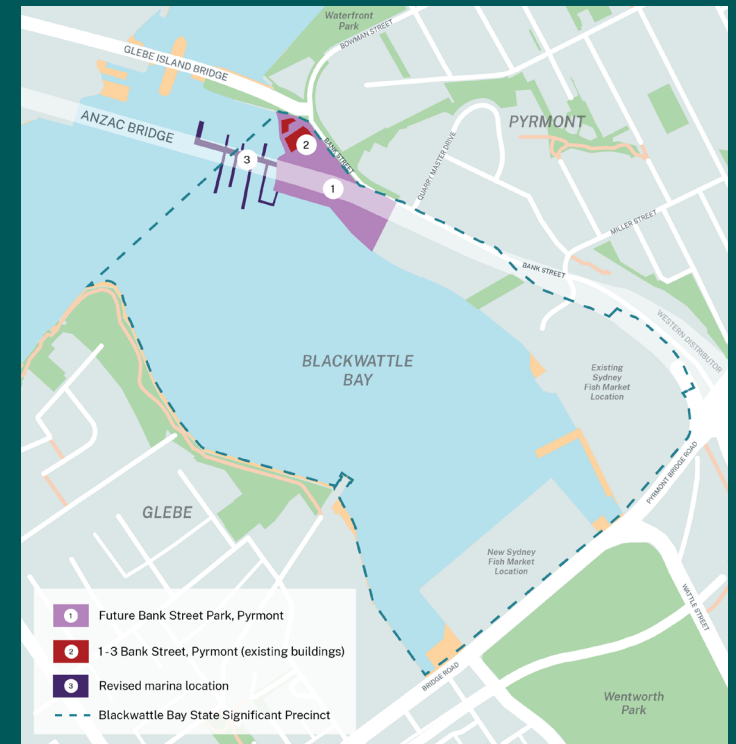 Waterfront
Park
BOWMAN STREET
GLEBE ISLAND BRIDGE
ANZAC BRIDGE
PYRMONT
2
BANK STREET
3
1
QUARRY MASTER DRIVE
MILLER STREET
BANK STREET
WESTERN DISTRIBUTOR
BLACKWATTLE
BAY
Existing
Sydney
Fish Market
Location
PYRMONT BRIDGE ROAD
GLEBE
New Sydney
Fish Market
Location
WATTLE STREET
BRIDGE ROAD
Wentworth
Park
1 Future Bank Street Park, Pyrmont
2 1-3 Bank Street, Pyrmont (existing buildings)
3 Revised marina location
Blackwattle Bay State Significant Precinct